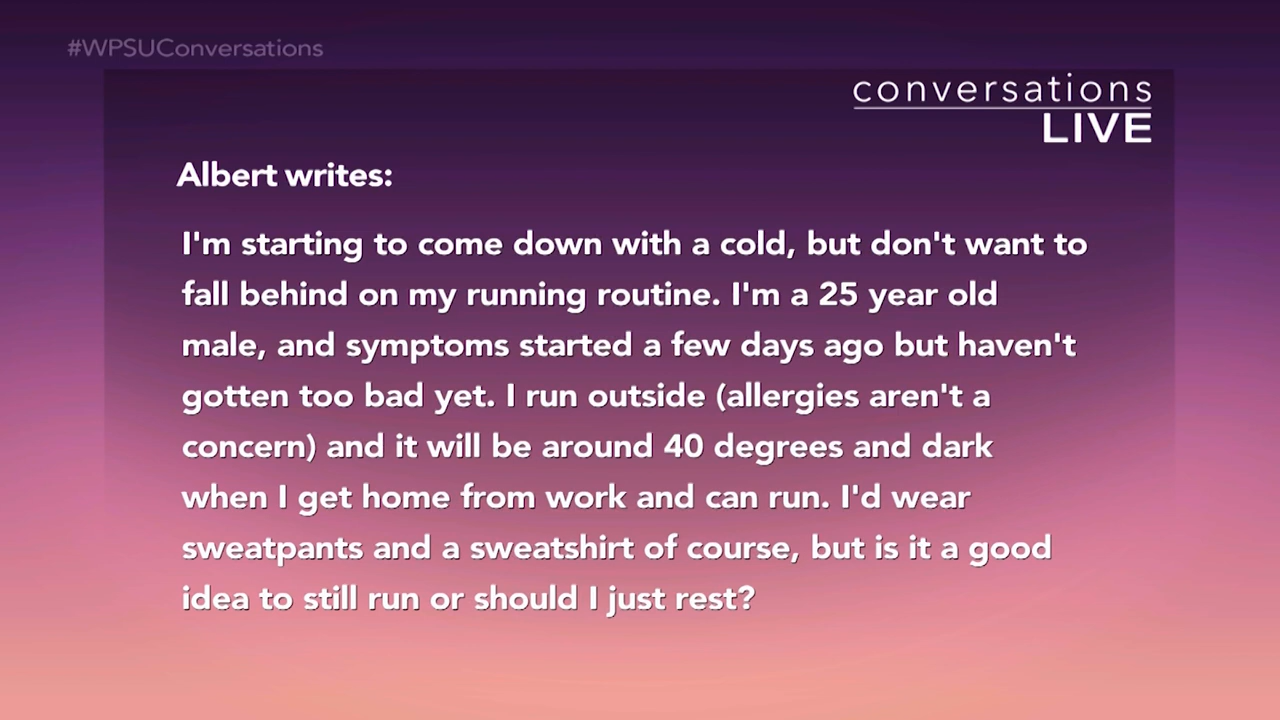 #WPSUConversations
conversations
LIVE
Albert writes:
I'm starting to come down with a cold, but don't want to
fall behind on my running routine. I'm a 25 year old
male, and symptoms started a few days ago but haven't
gotten too bad yet. I run outside (allergies aren't a
concern) and it will be around 40 degrees and dark
when I get home from work and can run. I'd wear
sweatpants and a sweatshirt of course, but is it a good
idea to still run or should I just rest?